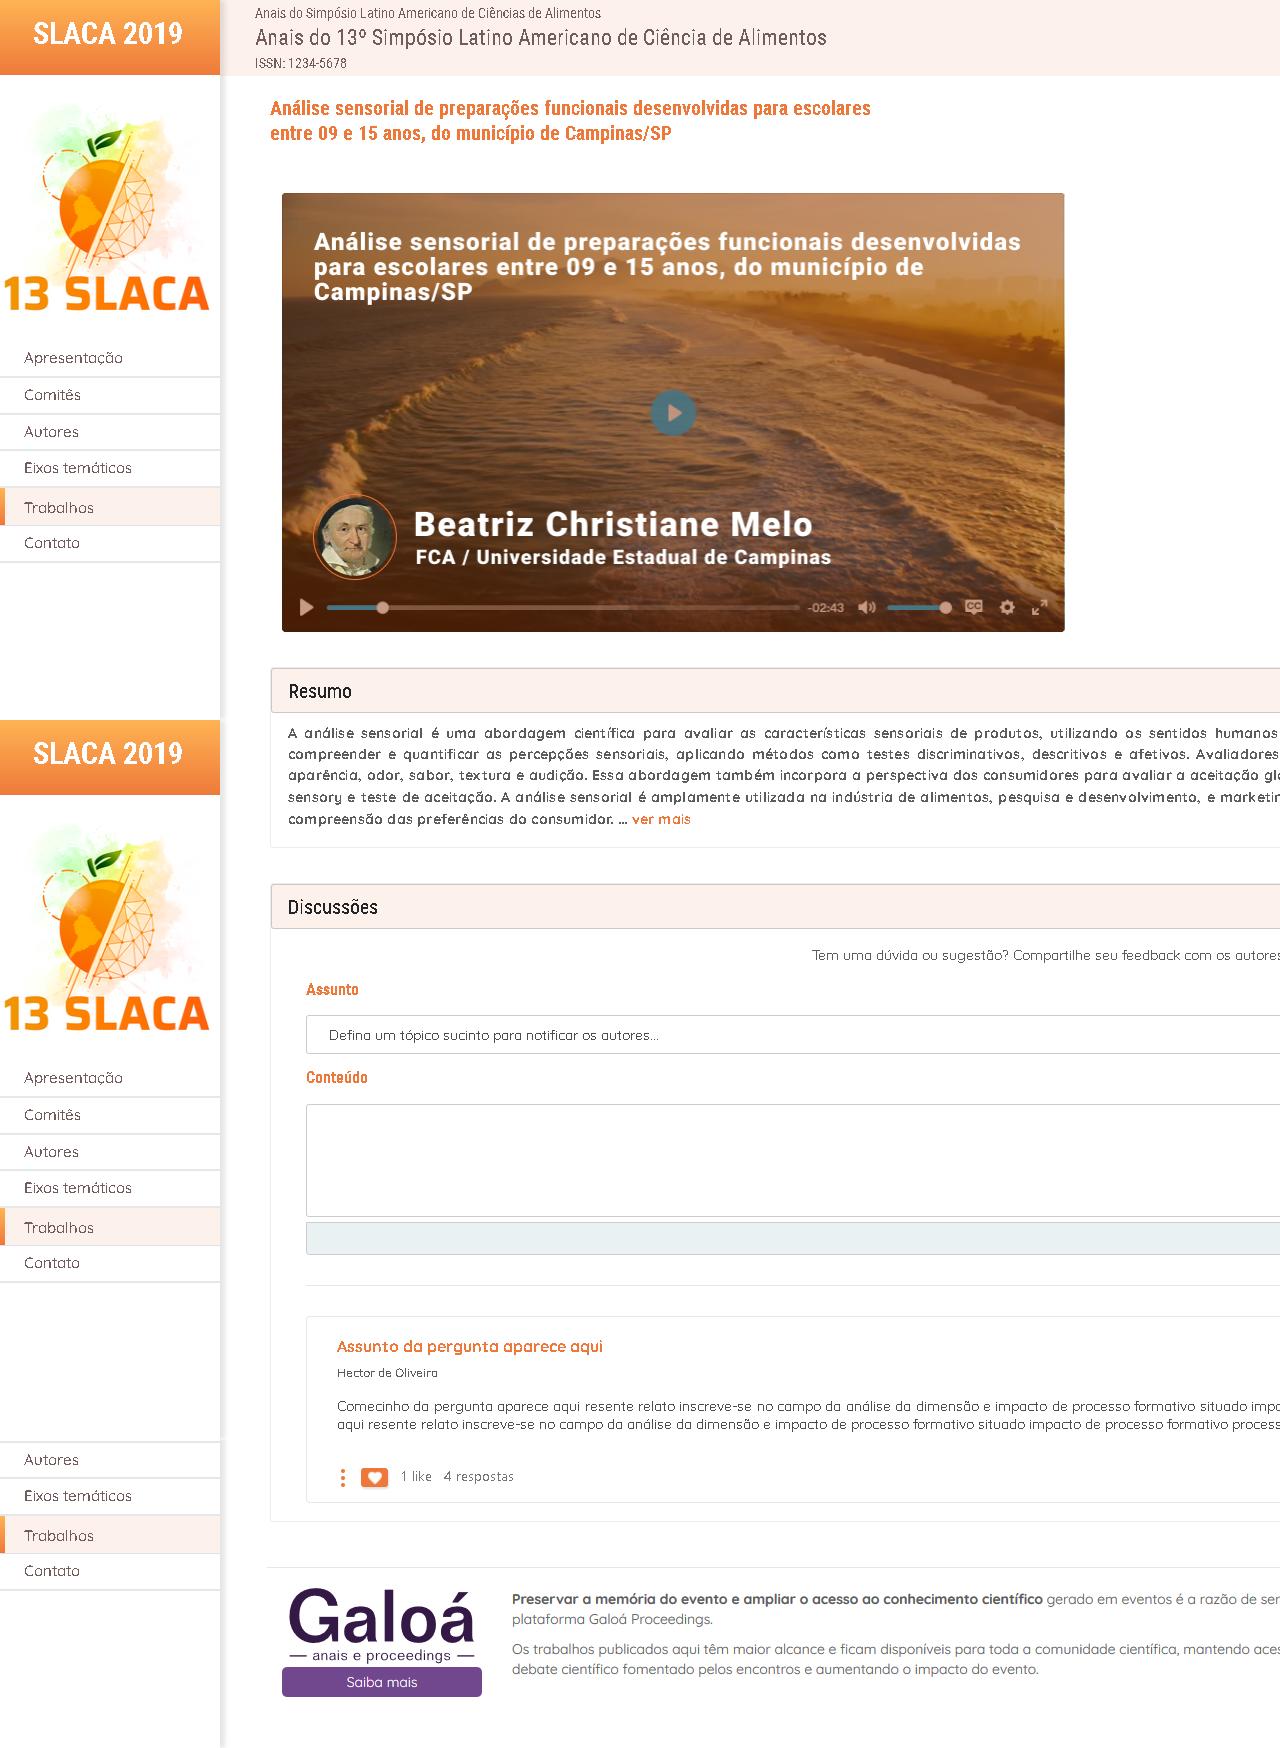 SLACA 2019
Anais do Simpósio Latino Americano de Ciências de Alimentos
Anais do 13º Simpósio Latino Americano de Ciência de Alimentos
ISSN: 1234-5678
13 SLACA
Apresentação
Comitês
Autores
Eixos temáticos
Trabalhos
Contato
Análise sensorial de preparações funcionais desenvolvidas para escolares
entre 09 e 15 anos, do município de Campinas/SP
Análise sensorial de preparações funcionais desenvolvidas
para escolares entre 09 e 15 anos, do município de
Campinas/SP
Beatriz Christiane Melo
FCA / Universidade Estadual de Campinas
-02:43
CC
Resumo
A análise sensorial é uma abordagem científica para avaliar as características sensoriais de produtos, utilizando os sentidos humanos
compreender e quantificar as percepções sensoriais, aplicando métodos como testes discriminativos, descritivos e afetivos. Avaliadores
aparência, odor, sabor, textura e audição. Essa abordagem também incorpora a perspectiva dos consumidores para avaliar a aceitação
sensory e teste de aceitação. A análise sensorial é amplamente utilizada na indústria de alimentos, pesquisa e desenvolvimento, e
compreensão das preferências do consumidor. ... ver mais
SLACA 2019
13 SLACA
Apresentação
Comitês
Autores
Eixos temáticos
Trabalhos
Contato
Discussões
Tem uma dúvida ou sugestão? Compartilhe seu feedback com os autores
Assunto
Defina um tópico sucinto para notificar os autores...
Conteúdo
Assunto da pergunta aparece aqui
Hector de Oliveira
Comecinho da pergunta aparece aqui resente relato inscreve-se no campo da análise da dimensão e impacto de processo formativo situado
aqui resente relato inscreve-se no campo da análise da dimensão e impacto de processo formativo situado impacto de processo formativo
1 like 4 respostas
Autores
Eixos temáticos
Trabalhos
Contato
Galoá
anais e proceedings
Saiba mais
Preservar a memória do evento e ampliar o acesso ao conhecimento científico gerado em eventos é a razão de ser
plataforma Galoá Proceedings.
Os trabalhos publicados aqui têm maior alcance e ficam disponíveis para toda a comunidade científica, mantendo
debate científico fomentado pelos encontros e aumentando o impacto do evento.